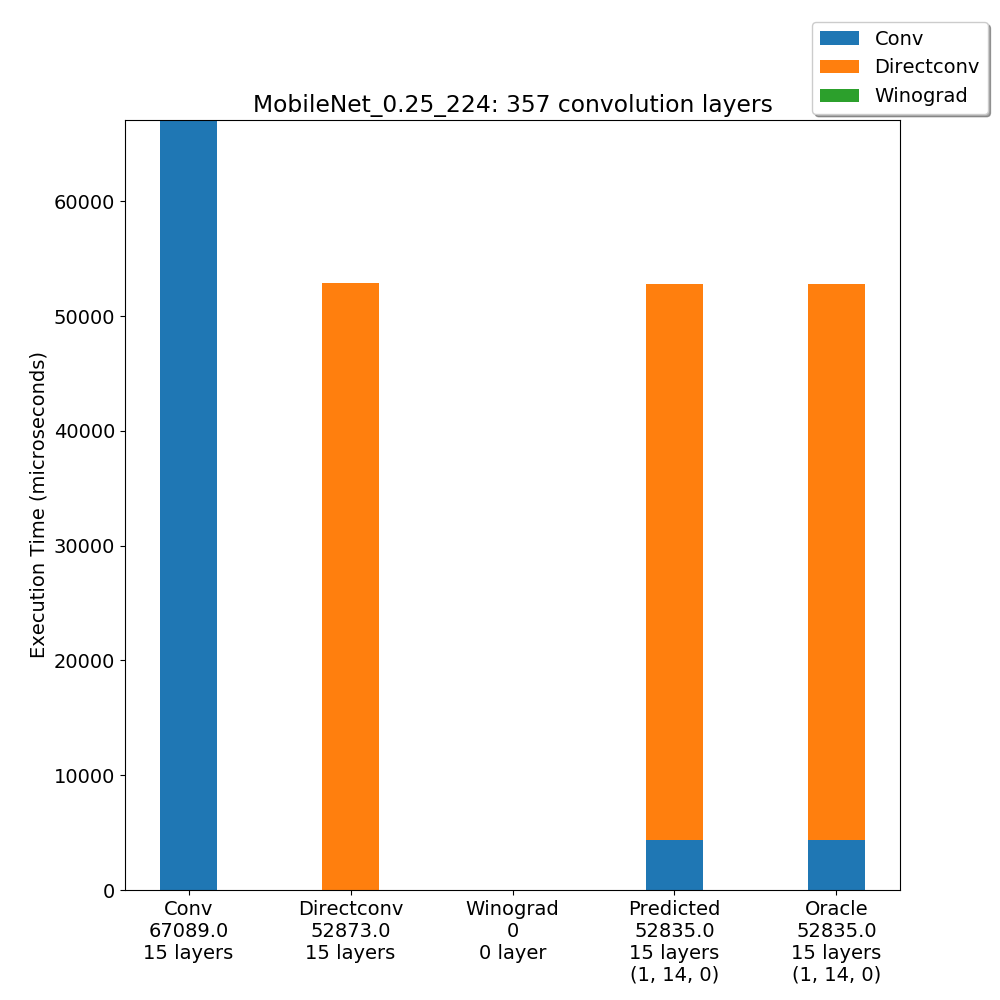 Conv
Directconv
Winograd
MobileNet_0.25_224: 357 convolution layers
Execution Time (microseconds)
60000
50000
40000
30000
20000
10000
0
Conv
67089.0
15 layers
Directconv
52873.0
15 layers
Winograd
0
0 layer
Predicted
52835.0
15 layers
(1, 14, 0)
Oracle
52835.0
15 layers
(1, 14, 0)